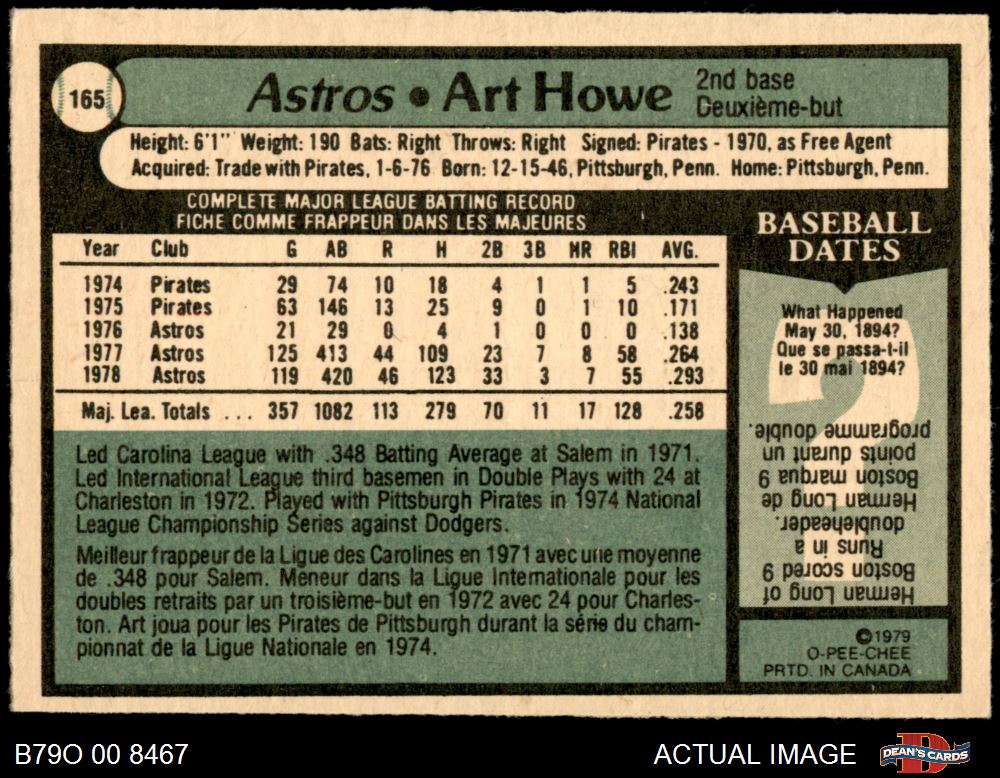 165
Astros • Art Howe
2nd base
Deuxième-but
Height: 6'1" Weight: 190 Bats: Right Throws: Right Signed: Pirates - 1970, as Free Agent
Acquired: Trade with Pirates, 1-6-76 Born: 12-15-46, Pittsburgh, Penn. Home: Pittsburgh, Penn.
COMPLETE MAJOR LEAGUE BATTING RECORD
FICHE COMME FRAPPEUR DANS LES MAJEURES
Year Club G AB R H 2B 3B HR RBI AVG.
1974 Pirates 29 74 10 18 4 1 1 5 .243
1975 Pirates 63 146 13 25 9 0 1 10 .171
1976 Astros 21 29 0 4 1 0 0 0 .138
1977 Astros 125 413 44 109 23 7 8 58 .264
1978 Astros 119 420 46 123 33 3 7 55 .293
Maj. Lea. Totals ... 357 1082 113 279 70 11 17 128 .258
Led Carolina League with .348 Batting Average at Salem in 1971.
Led International League third basemen in Double Plays with 24 at
Charleston in 1972. Played with Pittsburgh Pirates in 1974 National
League Championship Series against Dodgers.
Meilleur frappeur de la Ligue des Carolines en 1971 avec une moyenne
de .348 pour Salem. Meneur dans la Ligue Internationale pour les
doubles retraits par un troisième-but en 1972 avec 24 pour Charles-
ton. Art joua pour les Pirates de Pittsburgh durant la série du cham-
pionnat de la Ligue Nationale en 1974.
BASEBALL
DATES
What Happened
May 30, 1894?
Que se passa-t-il
le 30 mai 1894?
Herman Long of
Boston scored 9
Runs in a
doubleheader.
Herman Long de
Boston marqua 9
points durant un
programme double.
©1979
O-PEE-CHEE
PRTD. IN CANADA
B79O 00 8467
ACTUAL IMAGE
DEAN'S CARDS